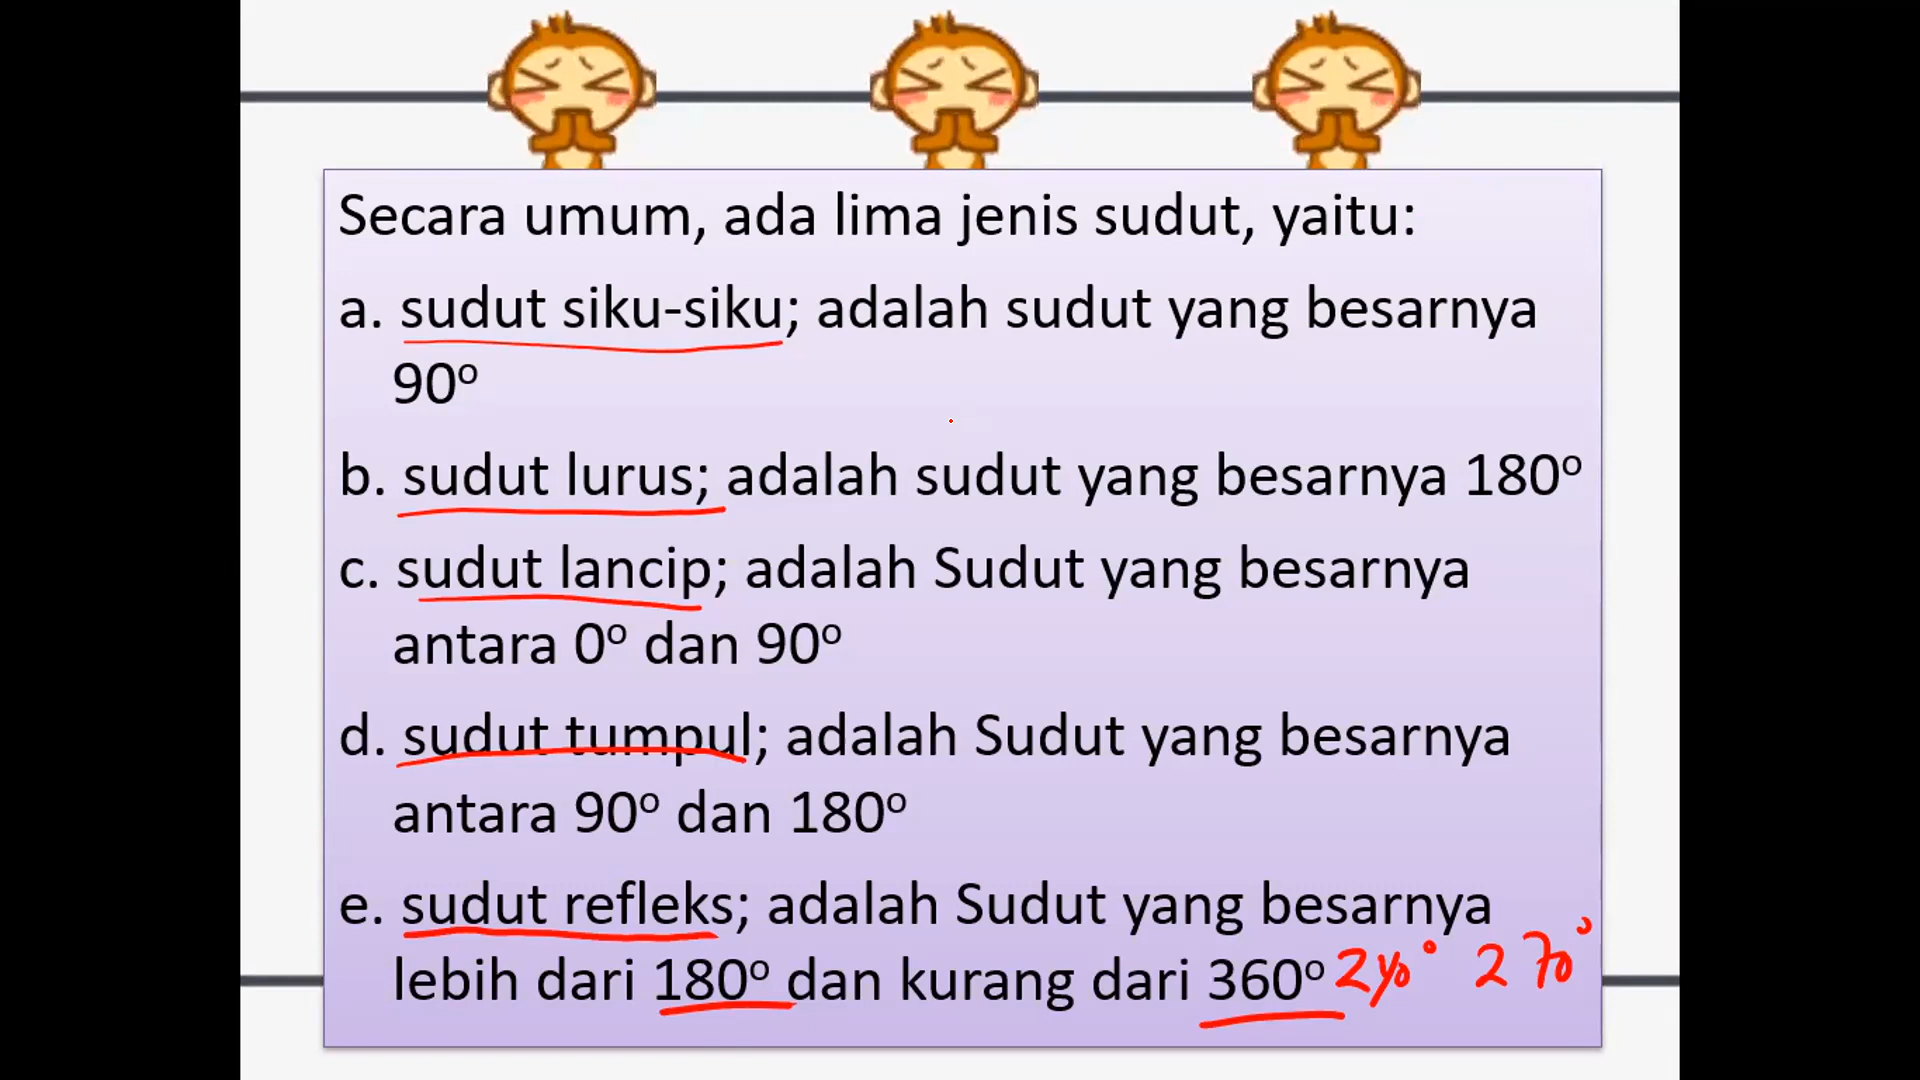 Secara umum, ada lima jenis sudut, yaitu:
a. sudut siku-siku; adalah sudut yang besarnya
90°
b. sudut lurus; adalah sudut yang besarnya 180°
c. sudut lancip; adalah Sudut yang besarnya
antara 0° dan 90°
d. sudut tumpul; adalah Sudut yang besarnya
antara 90° dan 180°
e. sudut refleks; adalah Sudut yang besarnya
lebih dari 180° dan kurang dari 360° 240° 270°